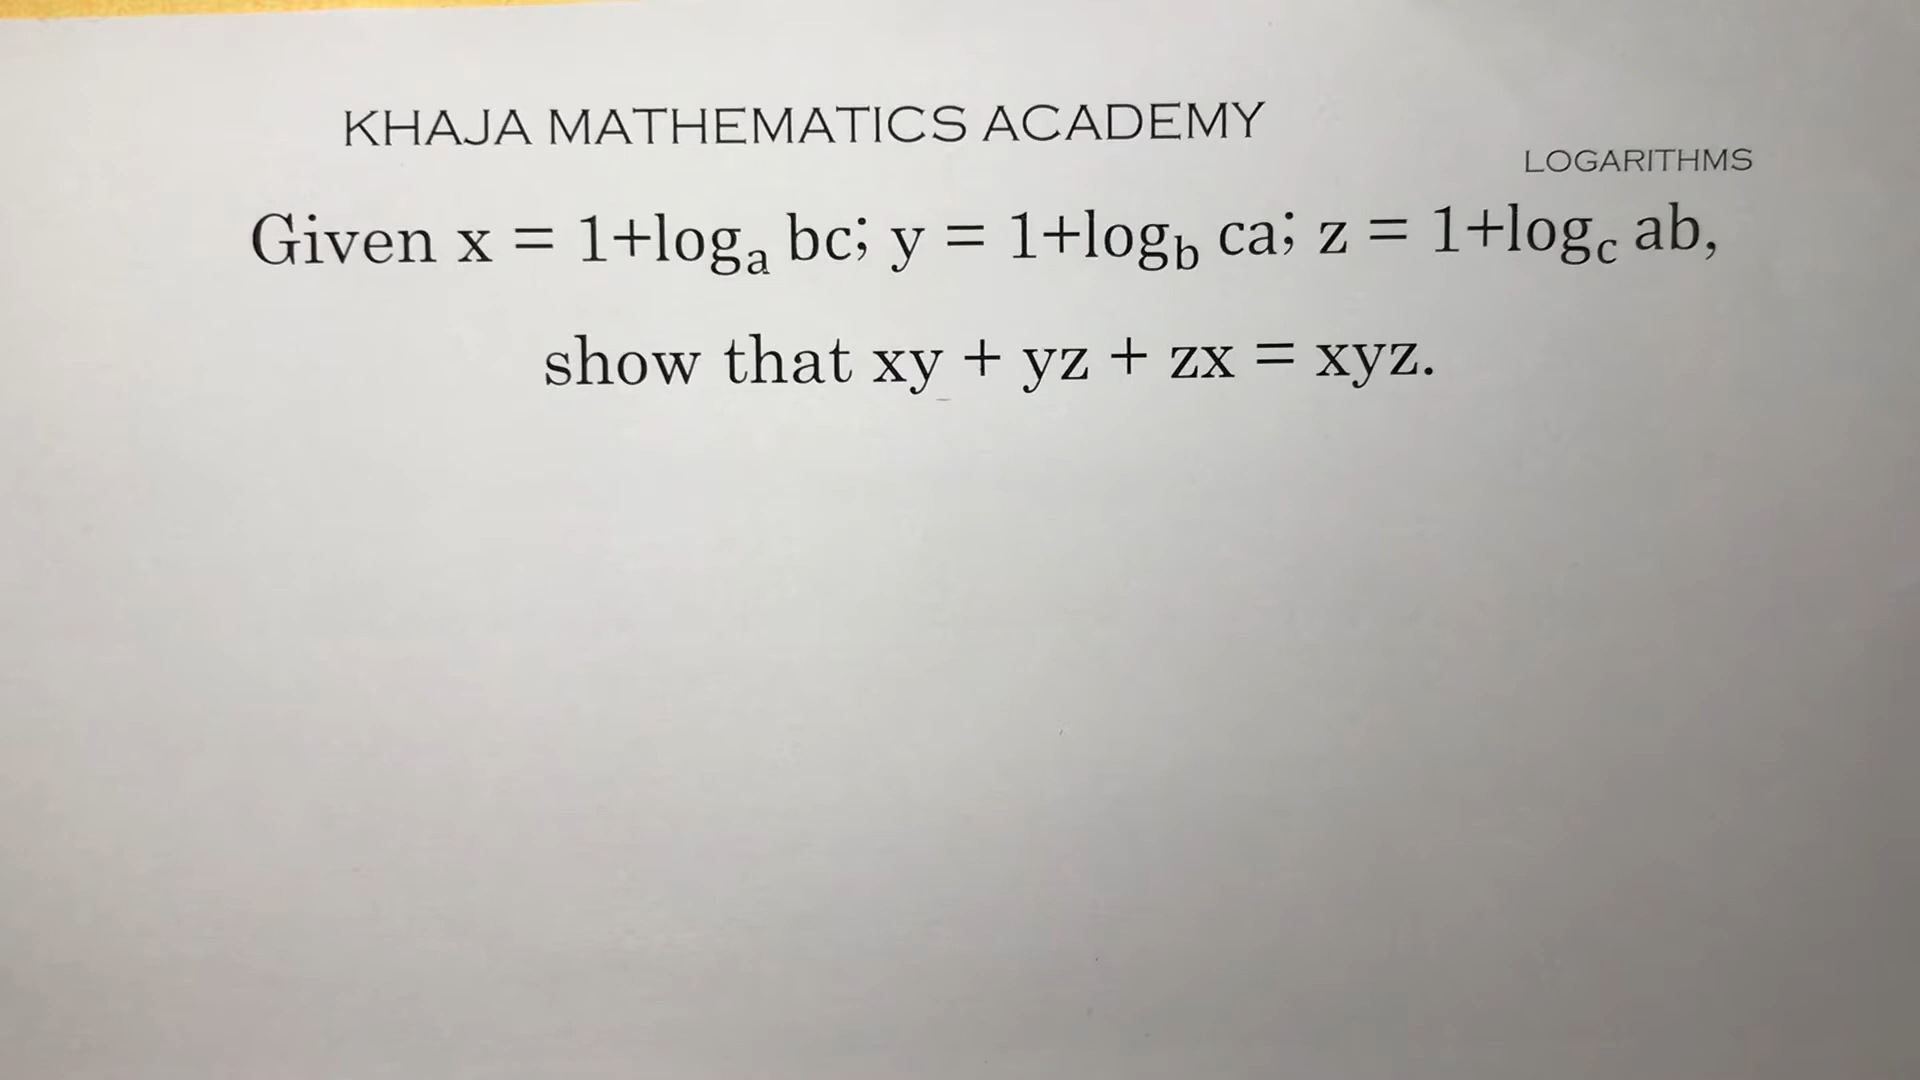 KHAJA MATHEMATICS ACADEMY
LOGARITHMS
Given x = 1+logₐ bc; y = 1+log_b ca; z = 1+log_c ab,
show that xy + yz + zx = xyz.